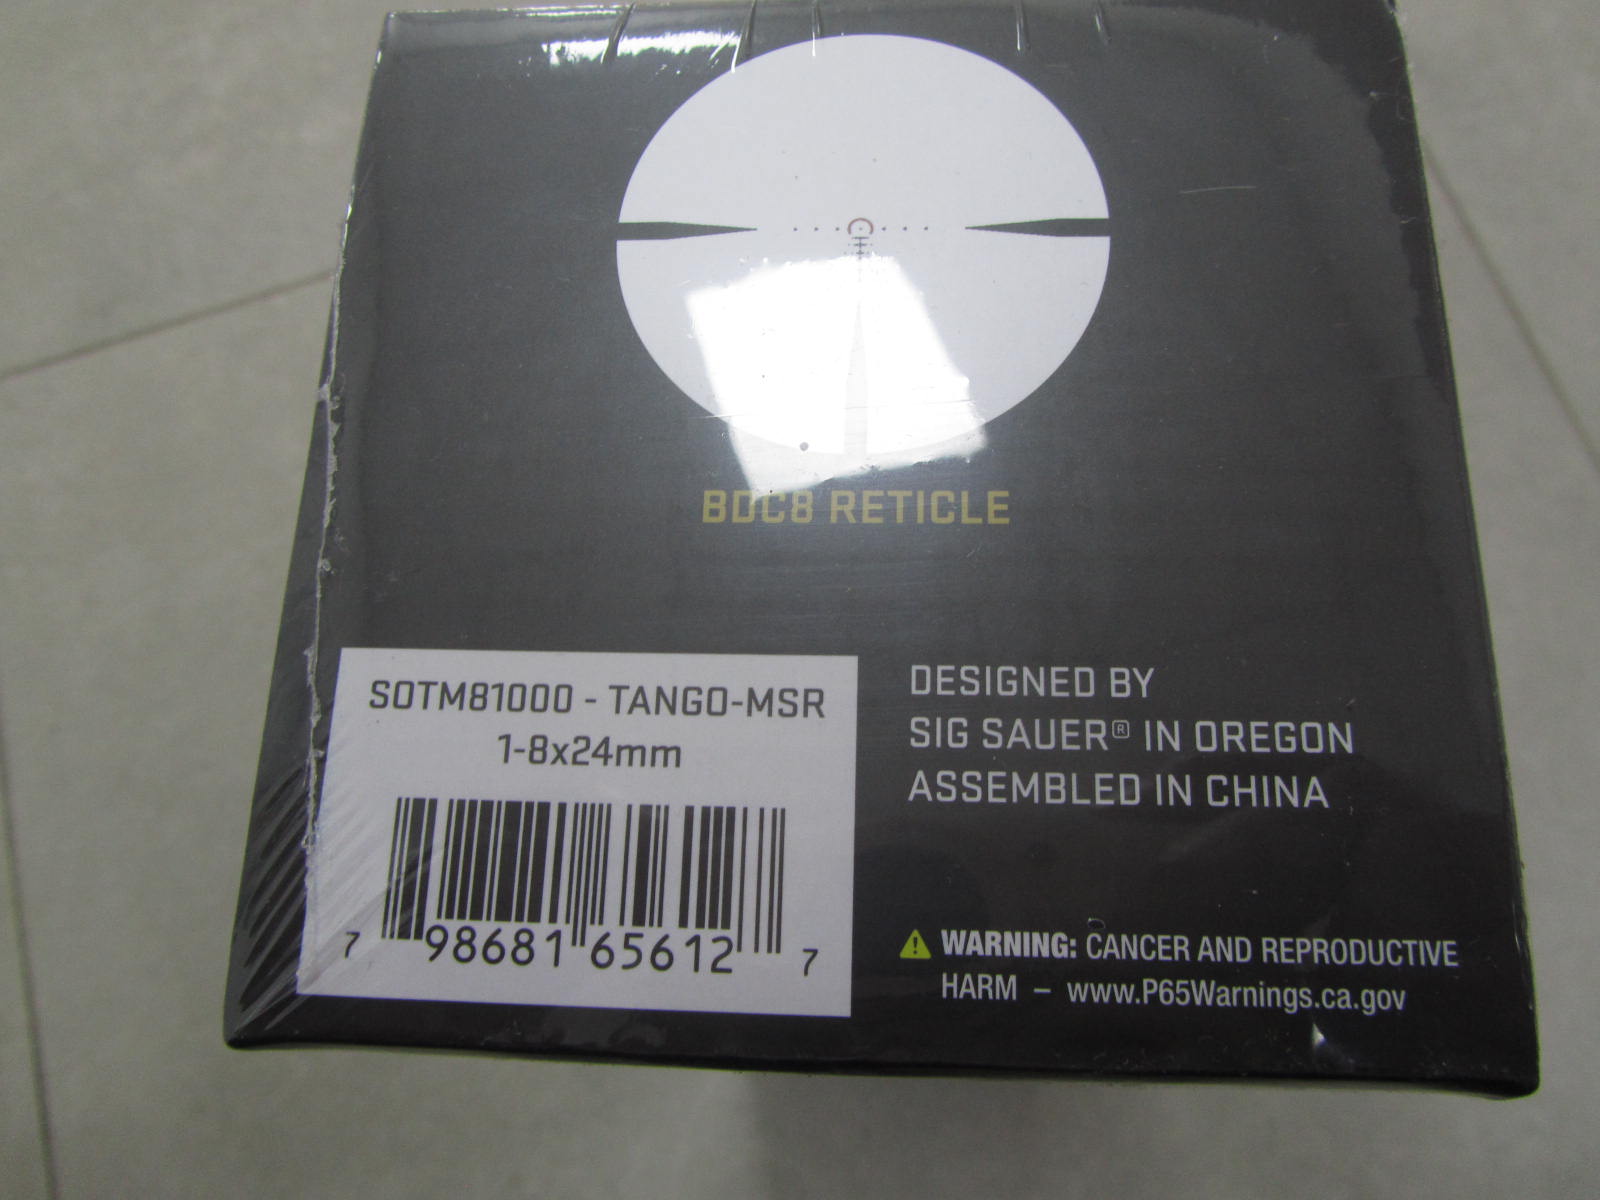 BDC8 RETICLE
SOTM81000 - TANGO-MSR
1-8x24mm
7 98681 65612 7
DESIGNED BY
SIG SAUER® IN OREGON
ASSEMBLED IN CHINA
⚠ WARNING: CANCER AND REPRODUCTIVE
HARM – www.P65Warnings.ca.gov